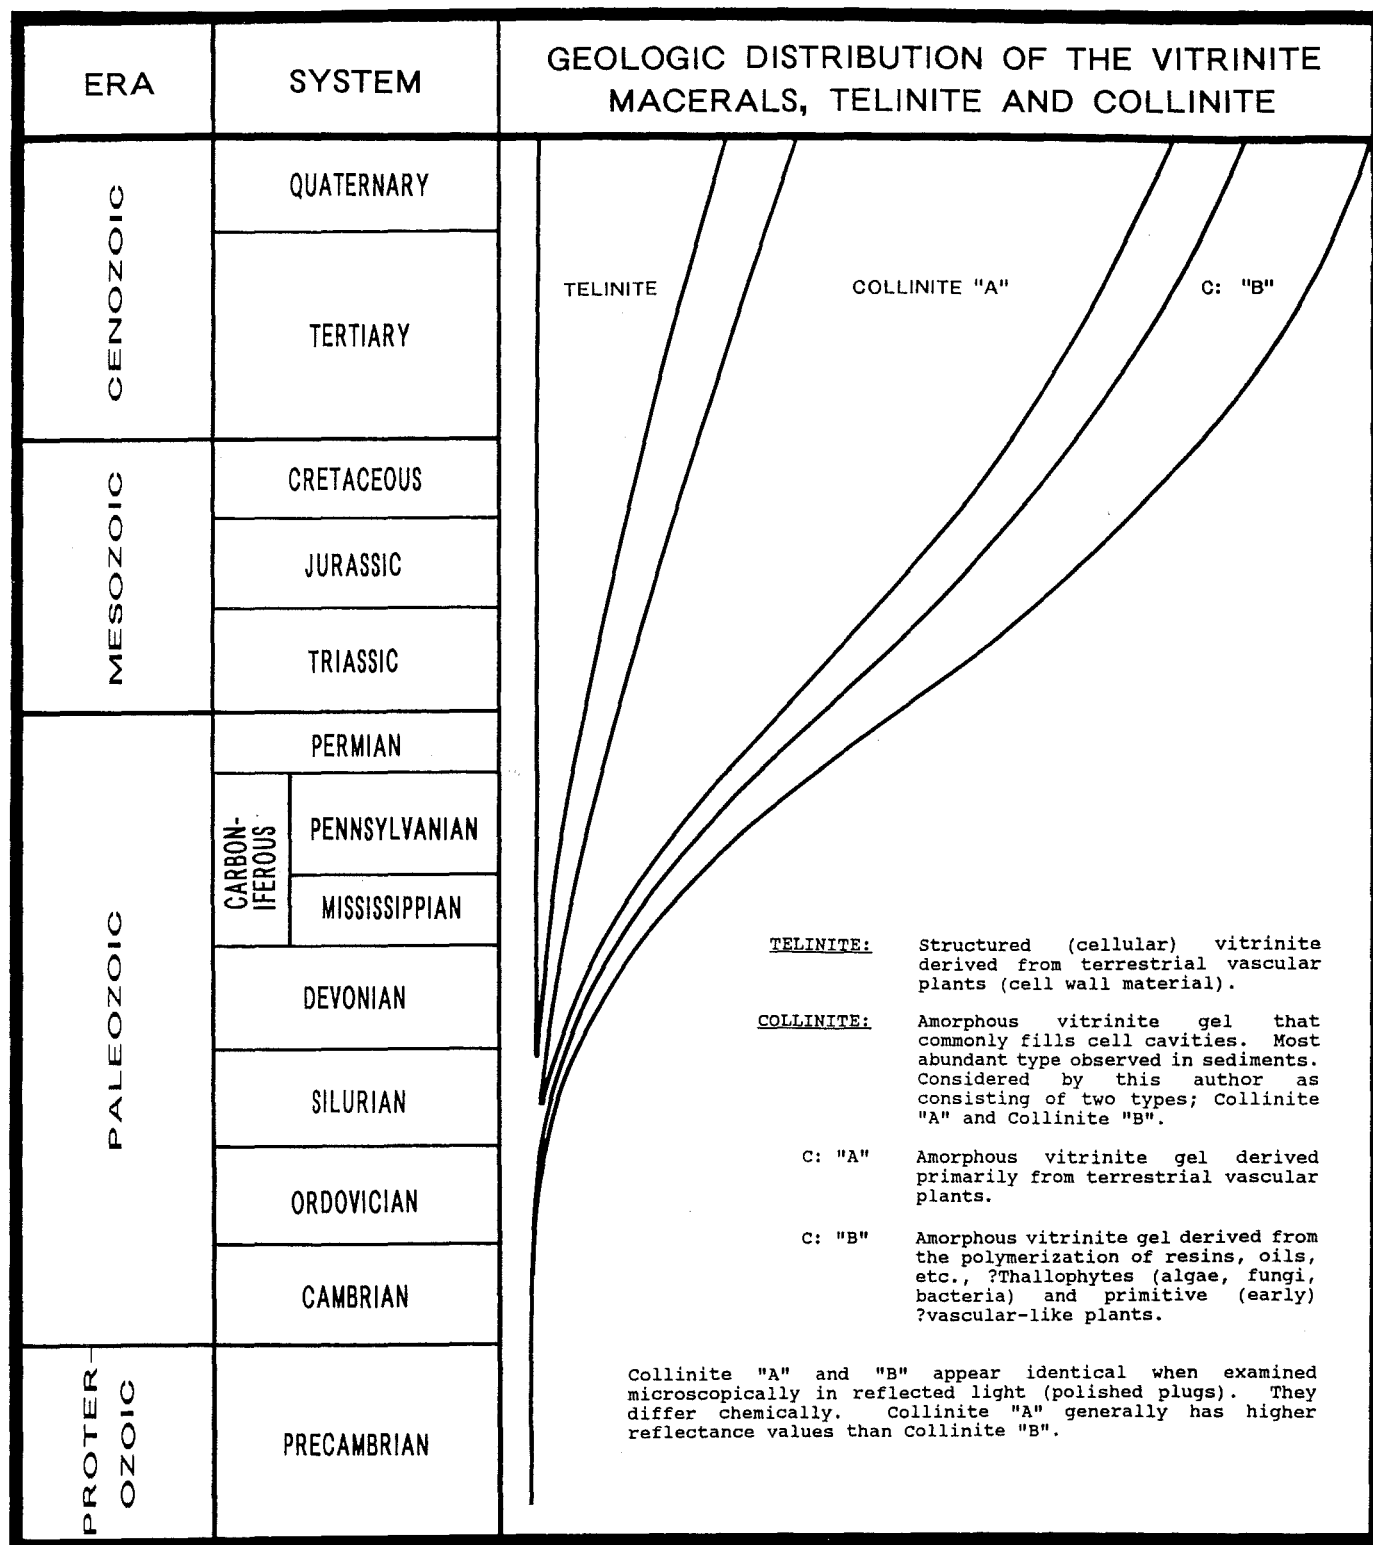 ERA
SYSTEM
GEOLOGIC DISTRIBUTION OF THE VITRINITE
MACERALS, TELINITE AND COLLINITE
CENOZOIC
QUATERNARY
TERTIARY
TELINITE
COLLINITE "A"
C: "B"
MESOZOIC
CRETACEOUS
JURASSIC
TRIASSIC
PALEOZOIC
PERMIAN
CARBON-
IFEROUS
PENNSYLVANIAN
MISSISSIPPIAN
DEVONIAN
SILURIAN
ORDOVICIAN
CAMBRIAN
PROTER-
OZOIC
PRECAMBRIAN
TELINITE: Structured (cellular) vitrinite
derived from terrestrial vascular
plants (cell wall material).
COLLINITE: Amorphous vitrinite gel that
commonly fills cell cavities. Most
abundant type observed in sediments.
Considered by this author as
consisting of two types; Collinite
"A" and Collinite "B".
C: "A" Amorphous vitrinite gel derived
primarily from terrestrial vascular
plants.
C: "B" Amorphous vitrinite gel derived from
the polymerization of resins, oils,
etc., ?Thallophytes (algae, fungi,
bacteria) and primitive (early)
?vascular-like plants.
Collinite "A" and "B" appear identical when examined
microscopically in reflected light (polished plugs). They
differ chemically. Collinite "A" generally has higher
reflectance values than Collinite "B".